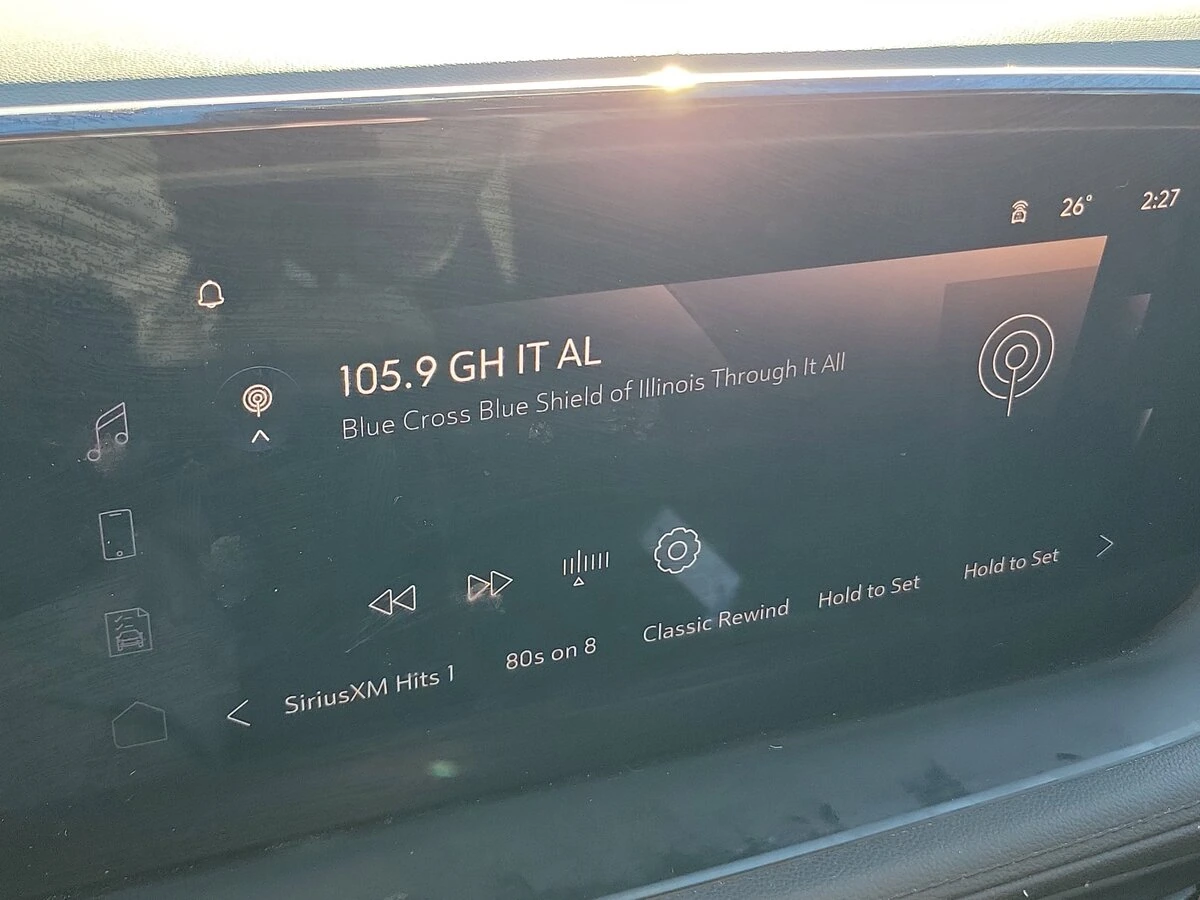 26° 2:27
105.9 GH IT AL
Blue Cross Blue Shield of Illinois Through It All
SiriusXM Hits 1 80s on 8 Classic Rewind Hold to Set Hold to Set